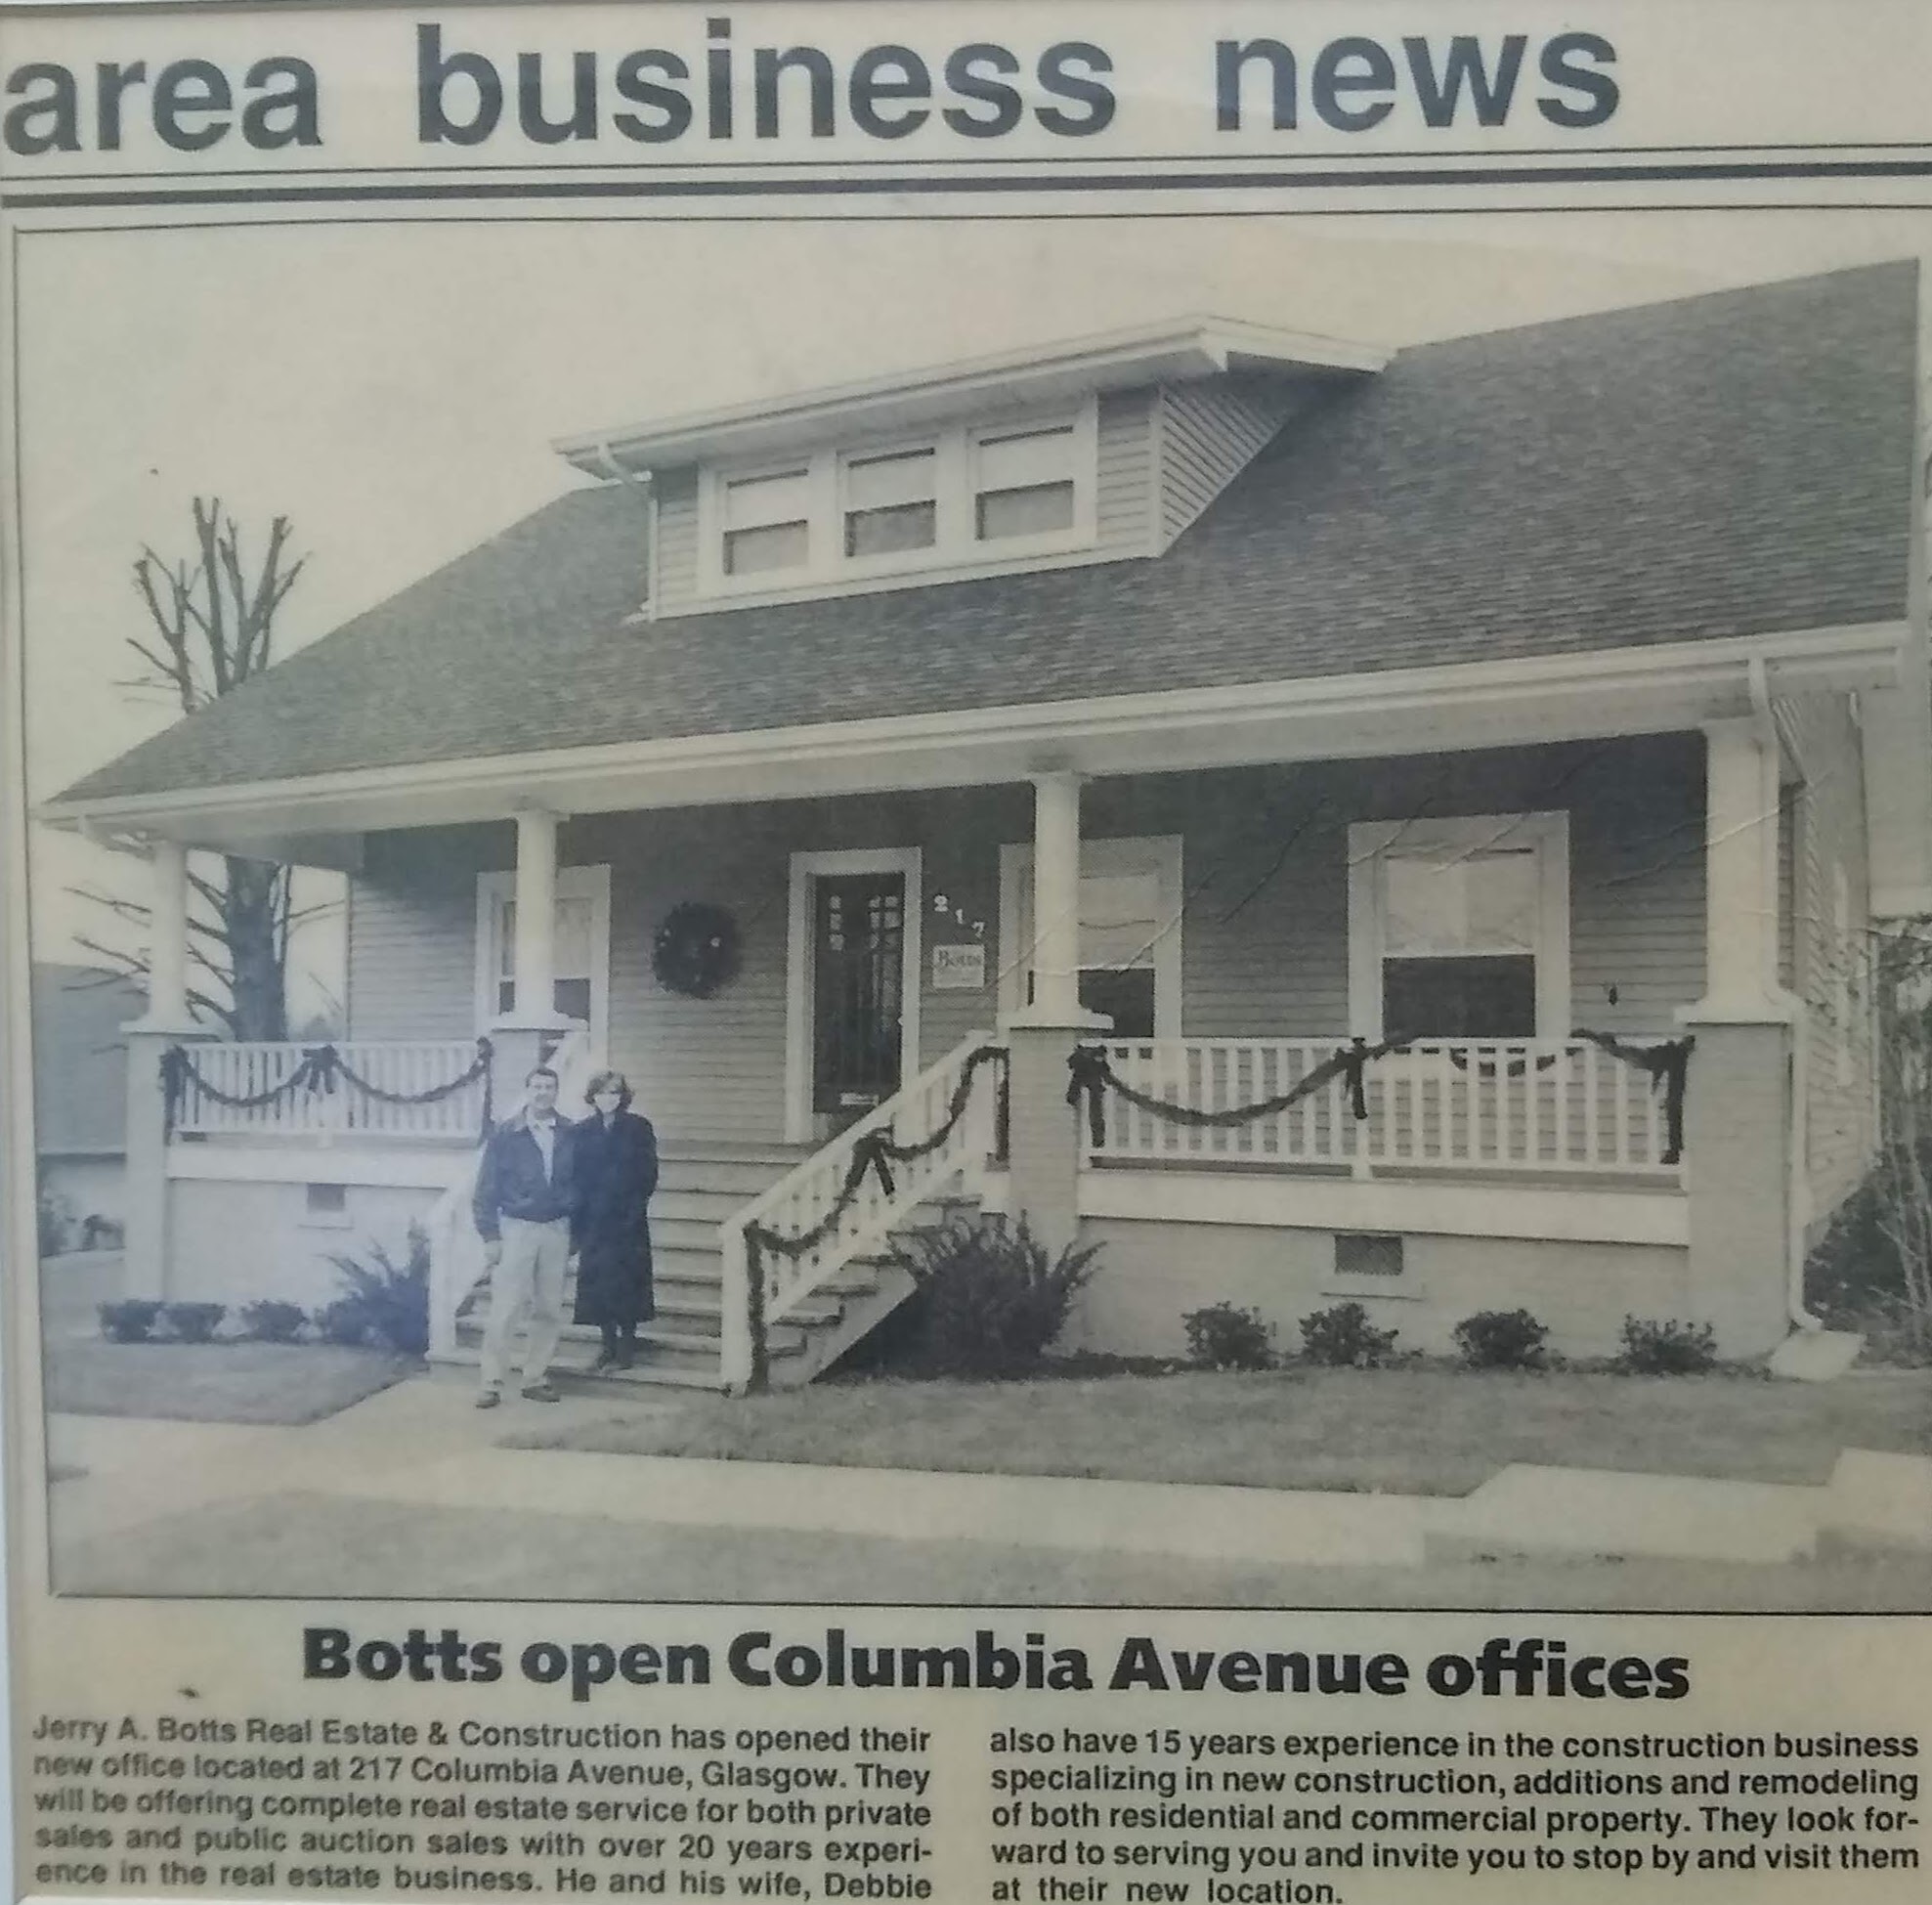 area business news
217
Botts
Botts open Columbia Avenue offices
Jerry A. Botts Real Estate & Construction has opened their
new office located at 217 Columbia Avenue, Glasgow. They
will be offering complete real estate service for both private
sales and public auction sales with over 20 years experi-
ence in the real estate business. He and his wife, Debbie
also have 15 years experience in the construction business
specializing in new construction, additions and remodeling
of both residential and commercial property. They look for-
ward to serving you and invite you to stop by and visit them
at their new location.